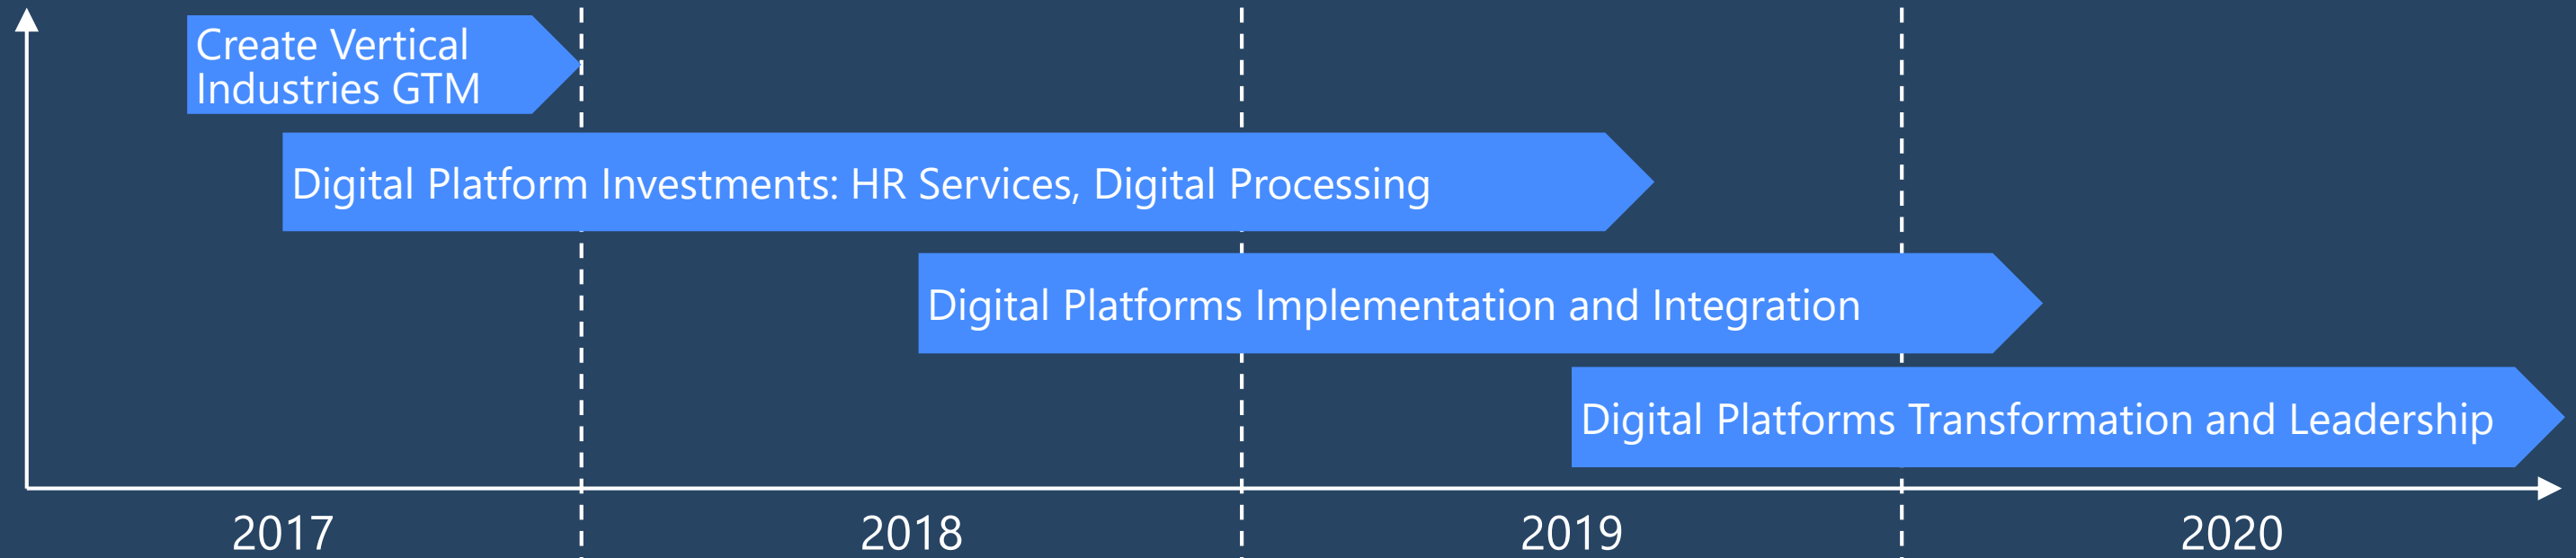 Create Vertical
Industries GTM
Digital Platform Investments: HR Services, Digital Processing
Digital Platforms Implementation and Integration
Digital Platforms Transformation and Leadership
2017
2018
2019
2020